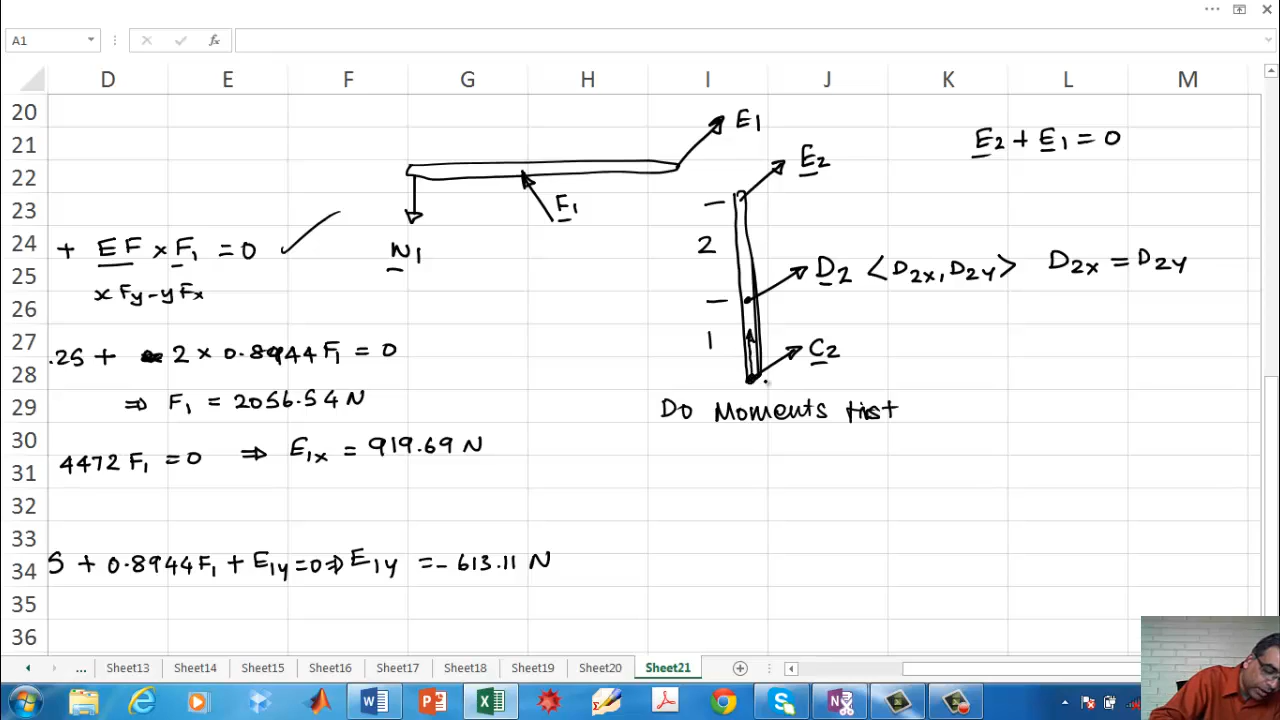 A1
fx
D E F G H I J K L M
20
21
22
23
24
25
26
27
28
29
30
31
32
33
34
35
36
E1
E2
E2 + E1 = 0
F1
N1
+ EF × F1 = 0
x Fy - y Fx
2
D2 <D2x, D2y> D2x = D2y
1
C2
.25 + 2 × 0.8944 F1 = 0
⇒ F1 = 2056.54 N
Do Moments first
4472 F1 = 0 ⇒ E1x = 919.69 N
5 + 0.8944 F1 + E1y = 0 ⇒ E1y = - 613.11 N
... Sheet13 Sheet14 Sheet15 Sheet16 Sheet17 Sheet18 Sheet19 Sheet20 Sheet21